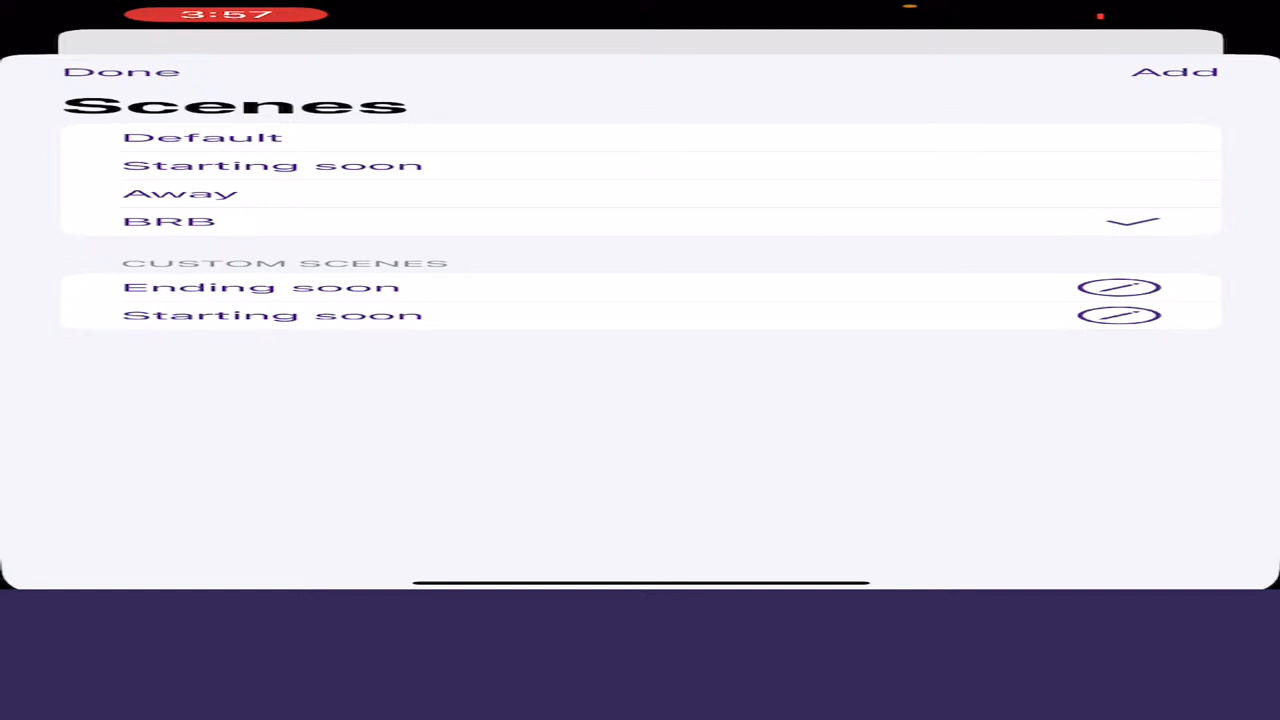 3:57
Done Add
Scenes
Default
Starting soon
Away
BRB
CUSTOM SCENES
Ending soon
Starting soon